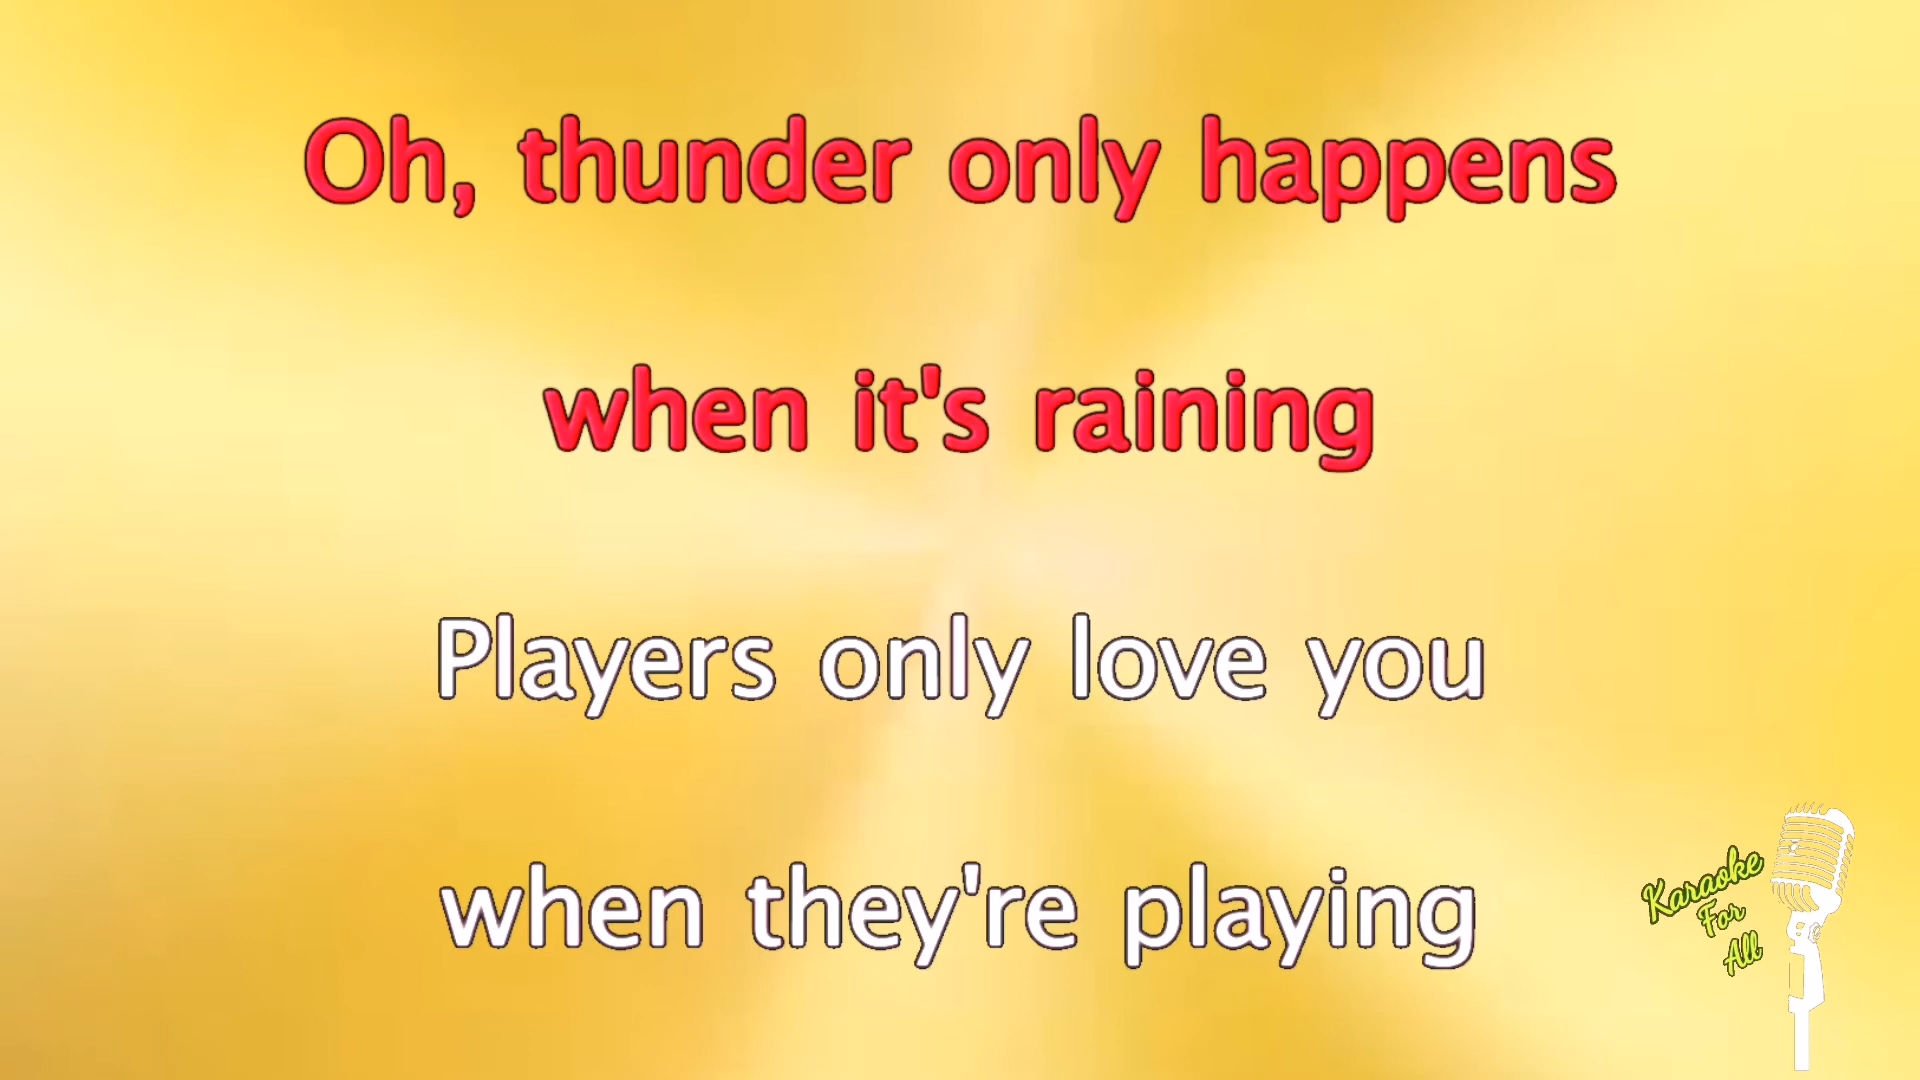 Oh, thunder only happens
when it's raining
Players only love you
when they're playing
Karaoke
For
All